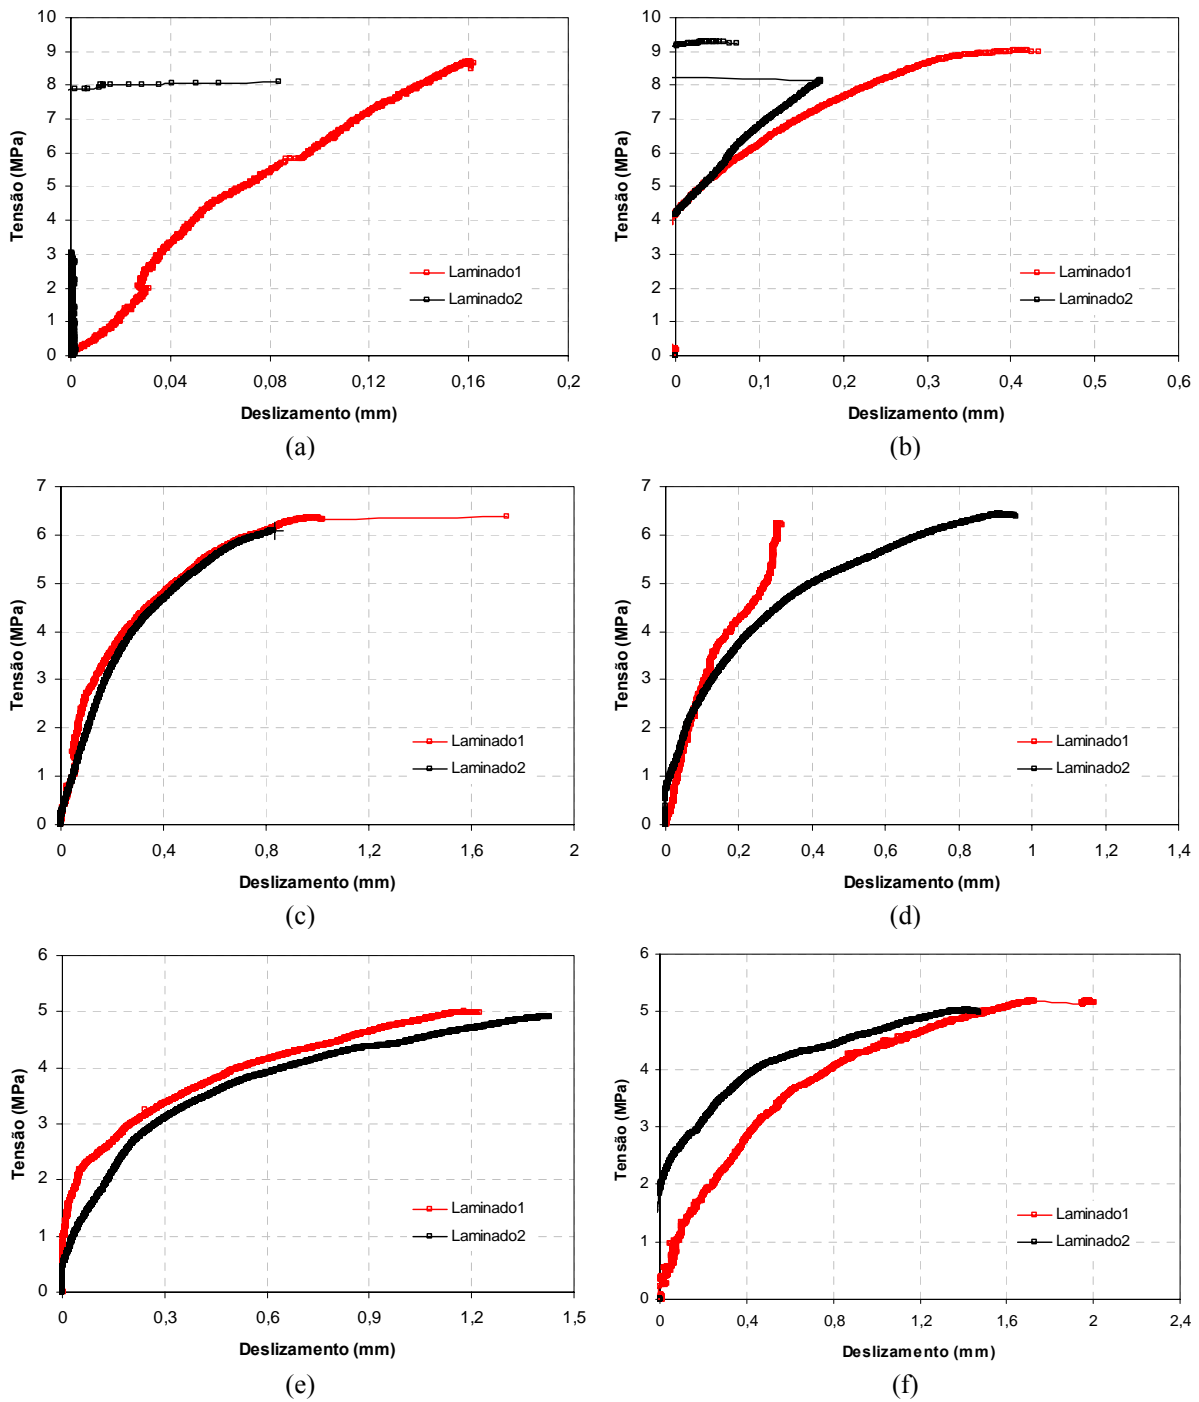 10
9
8
7
6
5
4
3
2
1
0
Tensão (MPa)
Laminado1
Laminado2
0 0,04 0,08 0,12 0,16 0,2
Deslizamento (mm)
(a)
10
9
8
7
6
5
4
3
2
1
0
Tensão (MPa)
Laminado1
Laminado2
0 0,1 0,2 0,3 0,4 0,5 0,6
Deslizamento (mm)
(b)
7
6
5
4
3
2
1
0
Tensão (MPa)
Laminado1
Laminado2
0 0,4 0,8 1,2 1,6 2
Deslizamento (mm)
(c)
7
6
5
4
3
2
1
0
Tensão (MPa)
Laminado1
Laminado2
0 0,2 0,4 0,6 0,8 1 1,2 1,4
Deslizamento (mm)
(d)
6
5
4
3
2
1
0
Tensão (MPa)
Laminado1
Laminado2
0 0,3 0,6 0,9 1,2 1,5
Deslizamento (mm)
(e)
6
5
4
3
2
1
0
Tensão (MPa)
Laminado1
Laminado2
0 0,4 0,8 1,2 1,6 2 2,4
Deslizamento (mm)
(f)